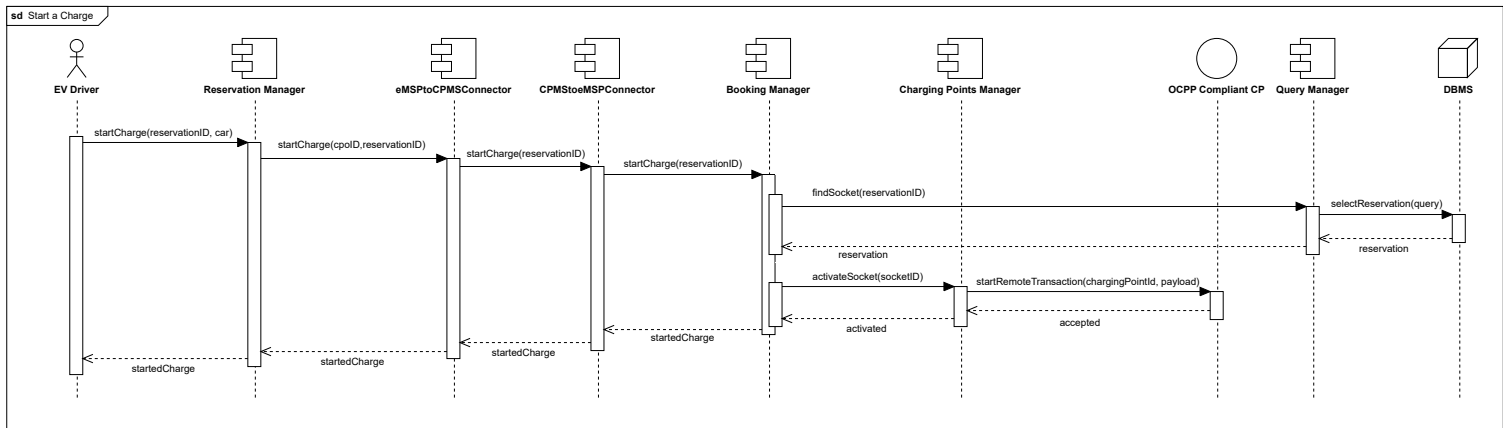 sd Start a Charge
EV Driver
Reservation Manager
eMSPtoCPMSConnector
CPMStoeMSPConnector
Booking Manager
Charging Points Manager
OCPP Compliant CP
Query Manager
DBMS
startCharge(reservationID, car)
startCharge(cpoID,reservationID)
startCharge(reservationID)
startCharge(reservationID)
findSocket(reservationID)
selectReservation(query)
reservation
reservation
activateSocket(socketID)
startRemoteTransaction(chargingPointId, payload)
accepted
activated
startedCharge
startedCharge
startedCharge
startedCharge